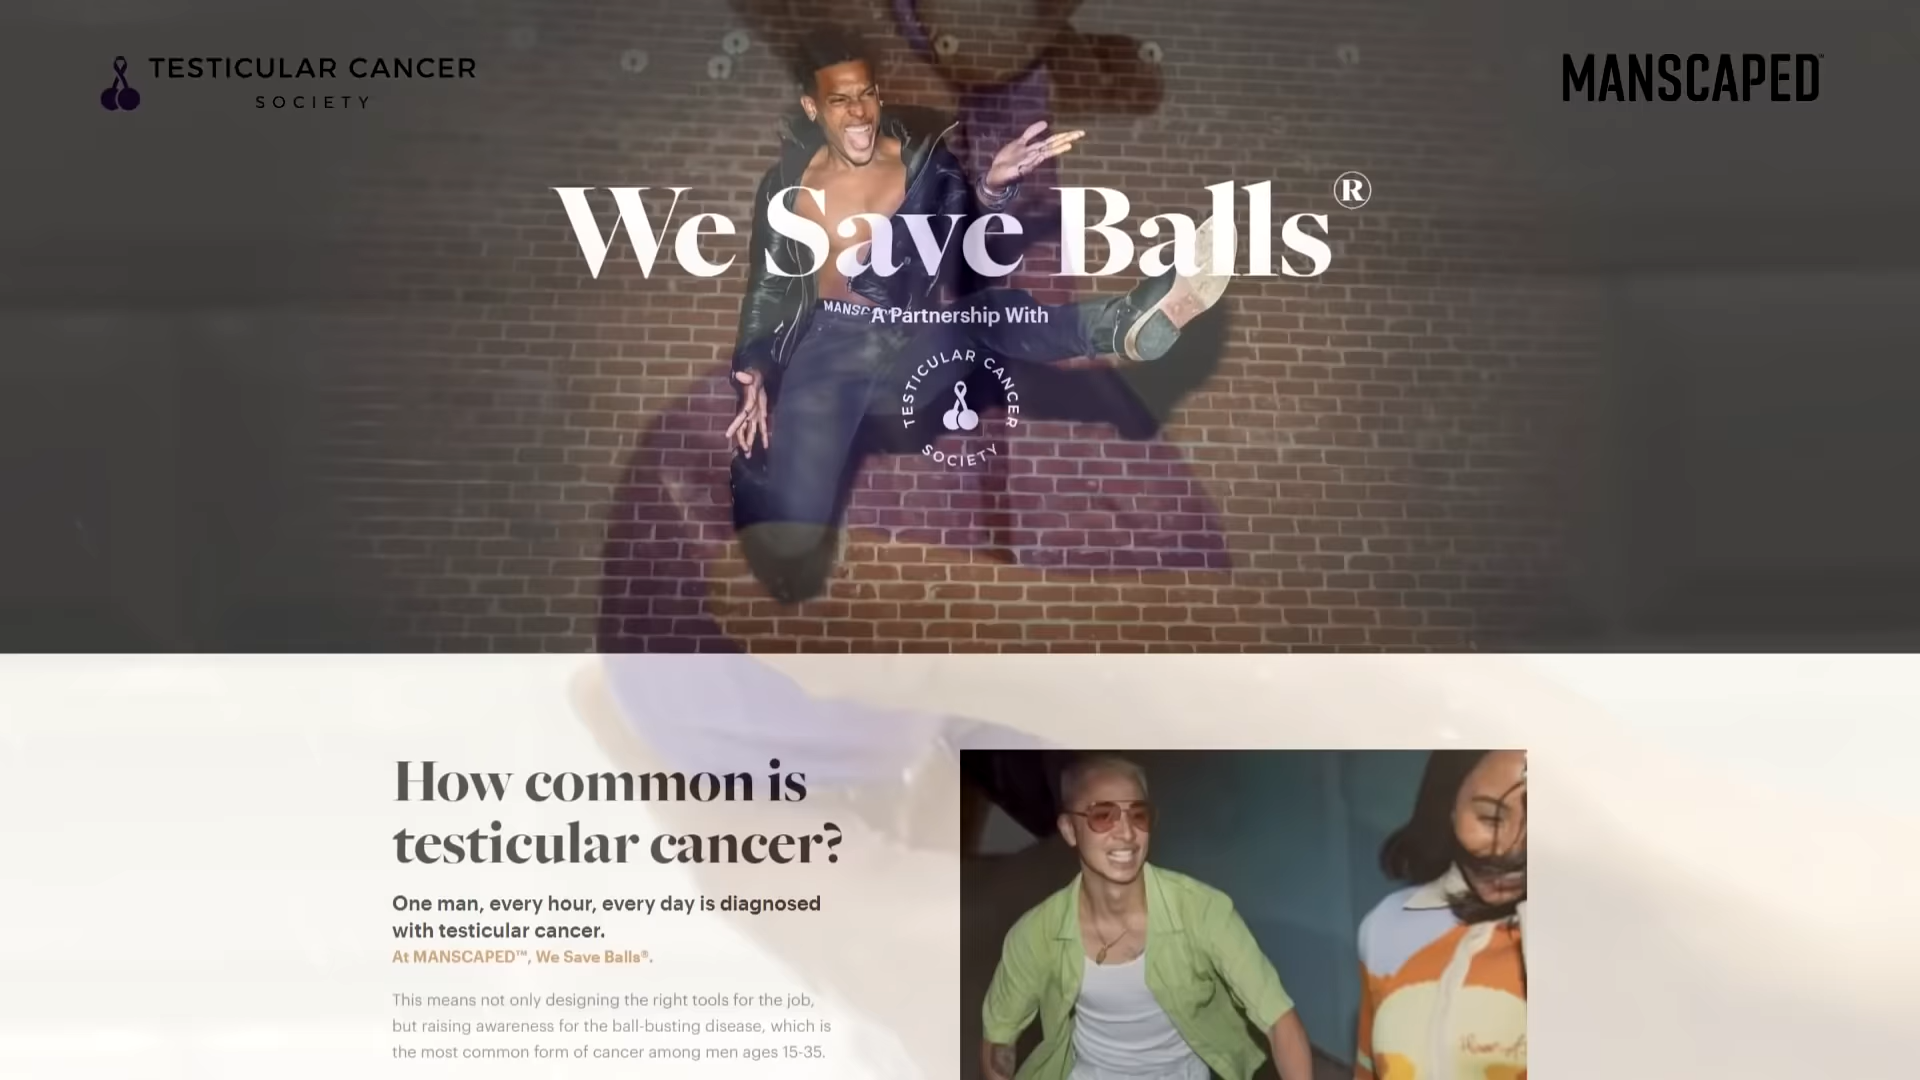 TESTICULAR CANCER
SOCIETY
MANSCAPED
We Save Balls®
MANSC
A Partnership With
TESTICULAR CANCER
SOCIETY
How common is
testicular cancer?
One man, every hour, every day is diagnosed
with testicular cancer.
At MANSCAPED™, We Save Balls®.
This means not only designing the right tools for the job,
but raising awareness for the ball-busting disease, which is
the most common form of cancer among men ages 15-35.